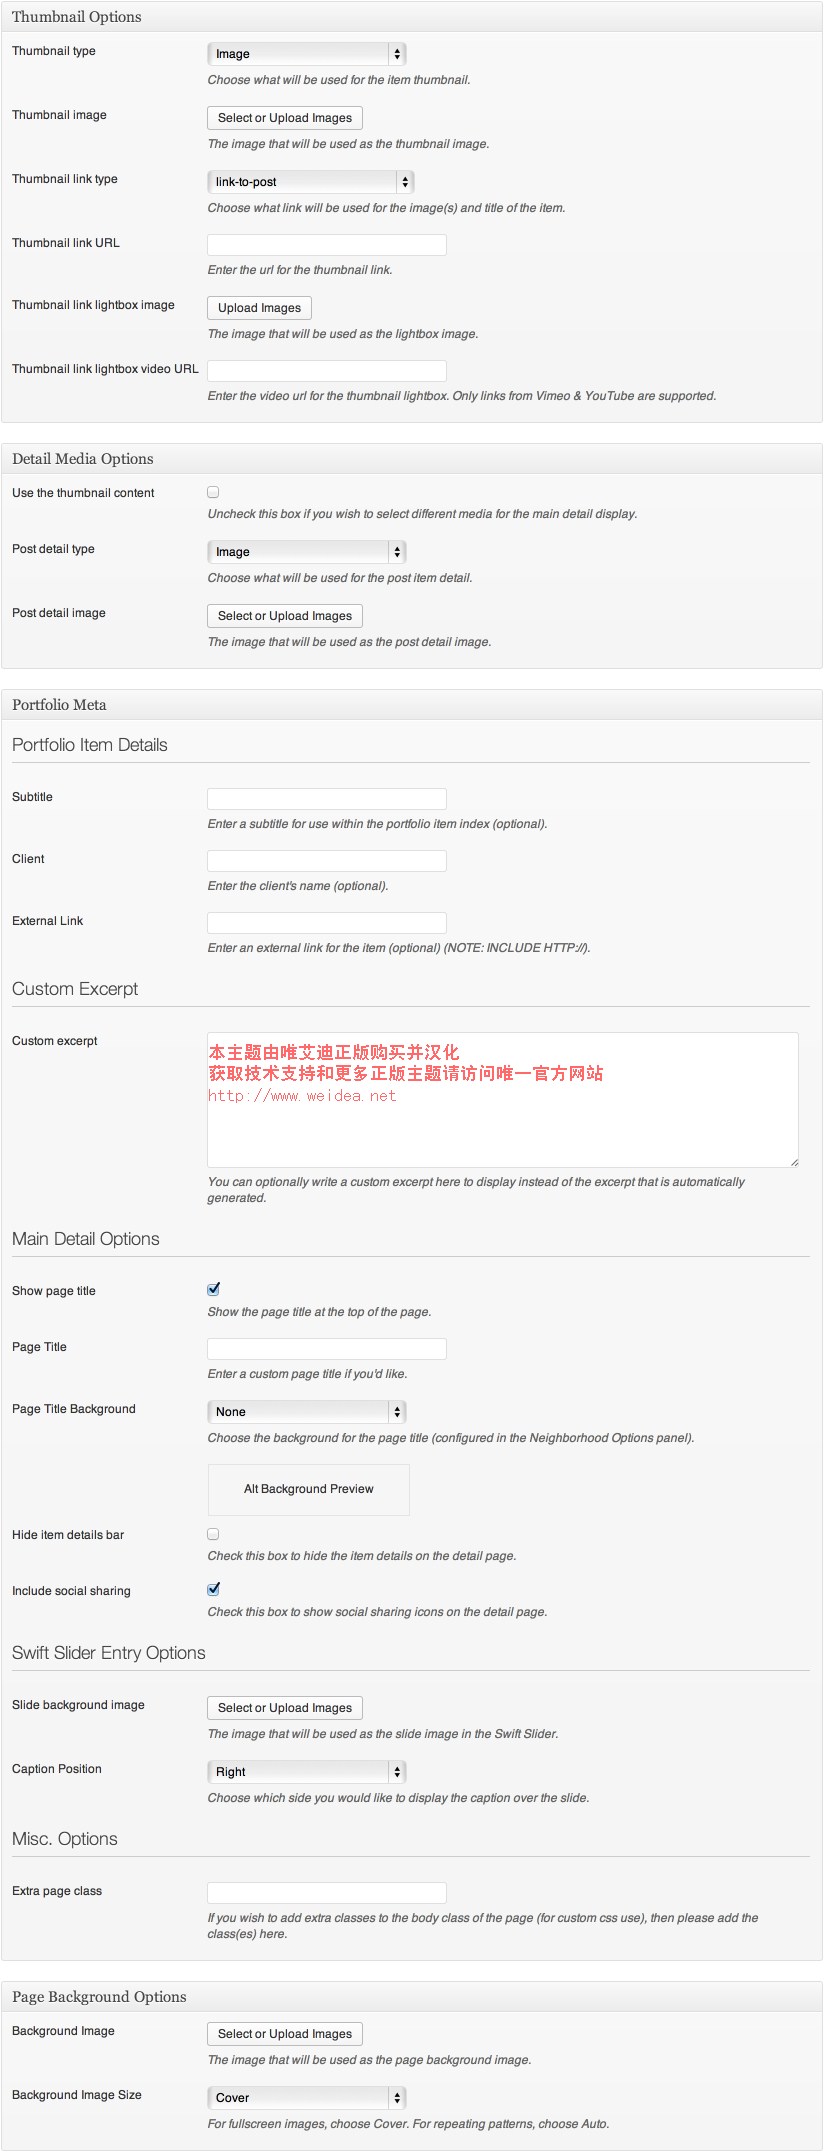 Thumbnail Options
Thumbnail type
Image
Choose what will be used for the item thumbnail.
Thumbnail image
Select or Upload Images
The image that will be used as the thumbnail image.
Thumbnail link type
link-to-post
Choose what link will be used for the image(s) and title of the item.
Thumbnail link URL
Enter the url for the thumbnail link.
Thumbnail link lightbox image
Upload Images
The image that will be used as the lightbox image.
Thumbnail link lightbox video URL
Enter the video url for the thumbnail lightbox. Only links from Vimeo & YouTube are supported.
Detail Media Options
Use the thumbnail content
Uncheck this box if you wish to select different media for the main detail display.
Post detail type
Image
Choose what will be used for the post item detail.
Post detail image
Select or Upload Images
The image that will be used as the post detail image.
Portfolio Meta
Portfolio Item Details
Subtitle
Enter a subtitle for use within the portfolio item index (optional).
Client
Enter the client's name (optional).
External Link
Enter an external link for the item (optional) (NOTE: INCLUDE HTTP://).
Custom Excerpt
Custom excerpt
本主题由唯艾迪正版购买并汉化
获取技术支持和更多正版主题请访问唯一官方网站
http://www.weidea.net
You can optionally write a custom excerpt here to display instead of the excerpt that is automatically
generated.
Main Detail Options
Show page title
Show the page title at the top of the page.
Page Title
Enter a custom page title if you'd like.
Page Title Background
None
Choose the background for the page title (configured in the Neighborhood Options panel).
Alt Background Preview
Hide item details bar
Check this box to hide the item details on the detail page.
Include social sharing
Check this box to show social sharing icons on the detail page.
Swift Slider Entry Options
Slide background image
Select or Upload Images
The image that will be used as the slide image in the Swift Slider.
Caption Position
Right
Choose which side you would like to display the caption over the slide.
Misc. Options
Extra page class
If you wish to add extra classes to the body class of the page (for custom css use), then please add the
class(es) here.
Page Background Options
Background Image
Select or Upload Images
The image that will be used as the page background image.
Background Image Size
Cover
For fullscreen images, choose Cover. For repeating patterns, choose Auto.